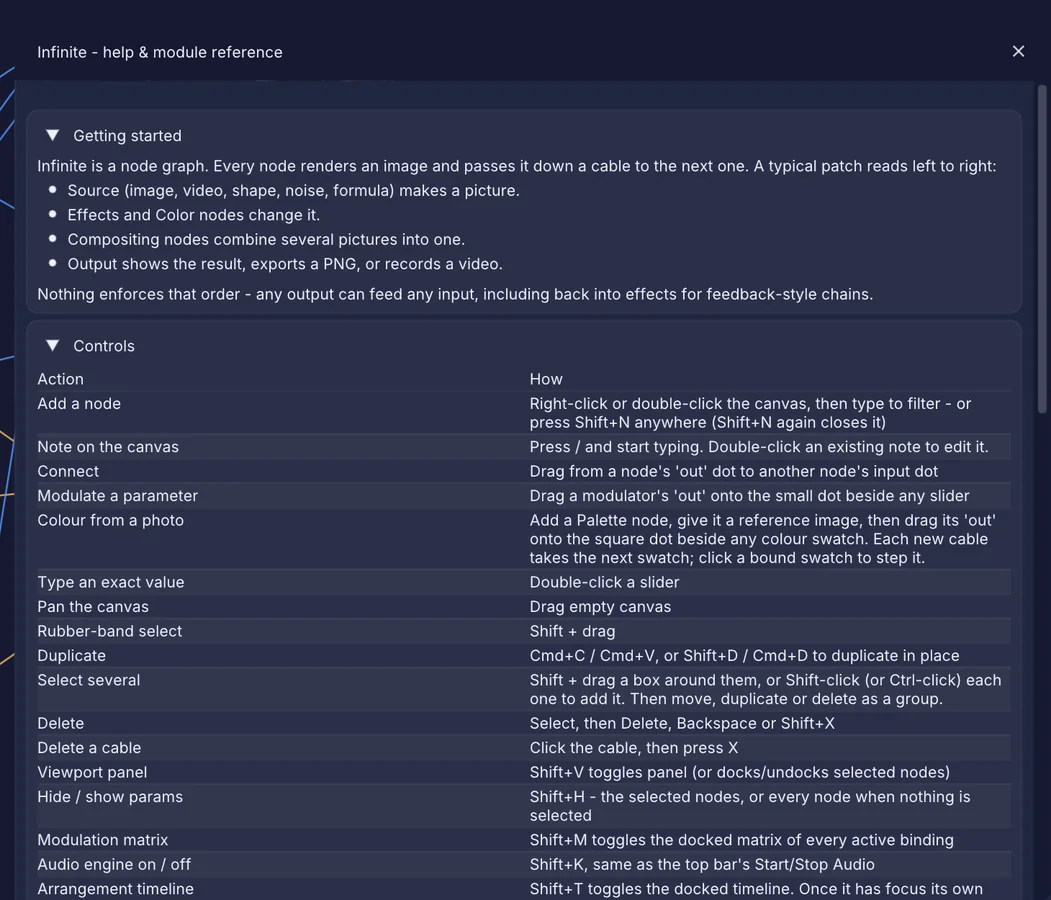 Infinite - help & module reference
Getting started
Infinite is a node graph. Every node renders an image and passes it down a cable to the next one. A typical patch reads left to right:
Source (image, video, shape, noise, formula) makes a picture.
Effects and Color nodes change it.
Compositing nodes combine several pictures into one.
Output shows the result, exports a PNG, or records a video.
Nothing enforces that order - any output can feed any input, including back into effects for feedback-style chains.
Controls
Action How
Add a node Right-click or double-click the canvas, then type to filter - or
press Shift+N anywhere (Shift+N again closes it)
Note on the canvas Press / and start typing. Double-click an existing note to edit it.
Connect Drag from a node's 'out' dot to another node's input dot
Modulate a parameter Drag a modulator's 'out' onto the small dot beside any slider
Colour from a photo Add a Palette node, give it a reference image, then drag its 'out'
onto the square dot beside any colour swatch. Each new cable
takes the next swatch; click a bound swatch to step it.
Type an exact value Double-click a slider
Pan the canvas Drag empty canvas
Rubber-band select Shift + drag
Duplicate Cmd+C / Cmd+V, or Shift+D / Cmd+D to duplicate in place
Select several Shift + drag a box around them, or Shift-click (or Ctrl-click) each
one to add it. Then move, duplicate or delete as a group.
Delete Select, then Delete, Backspace or Shift+X
Delete a cable Click the cable, then press X
Viewport panel Shift+V toggles panel (or docks/undocks selected nodes)
Hide / show params Shift+H - the selected nodes, or every node when nothing is
selected
Modulation matrix Shift+M toggles the docked matrix of every active binding
Audio engine on / off Shift+K, same as the top bar's Start/Stop Audio
Arrangement timeline Shift+T toggles the docked timeline. Once it has focus its own